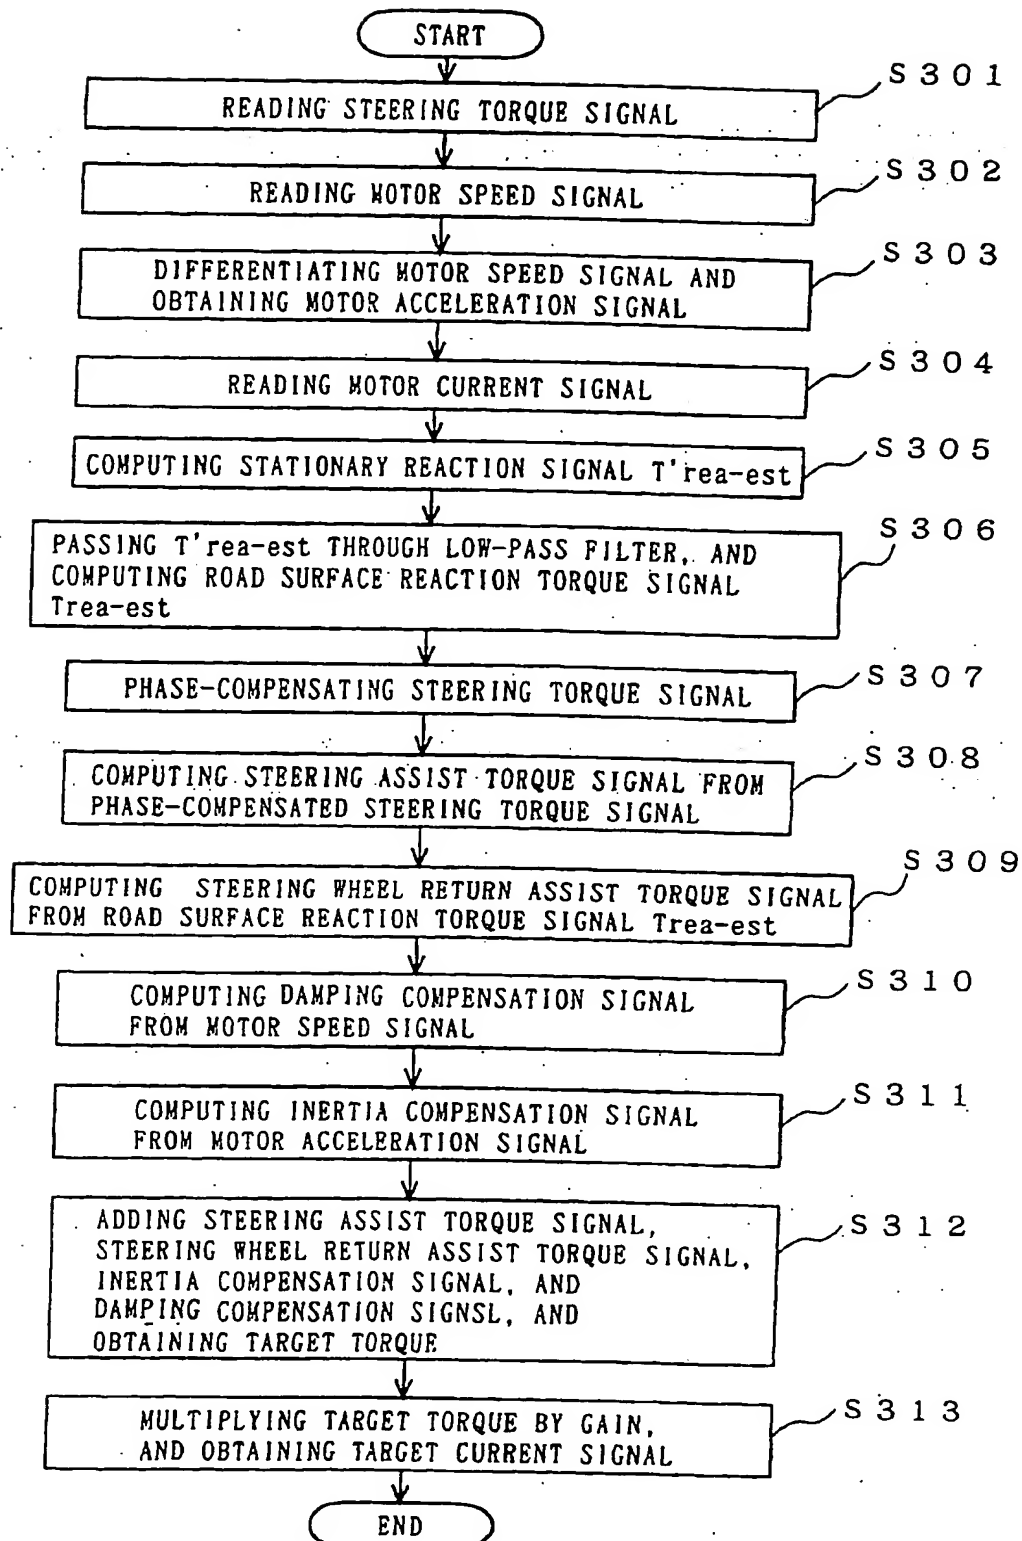 START
S301
READING STEERING TORQUE SIGNAL
S302
READING MOTOR SPEED SIGNAL
S303
DIFFERENTIATING MOTOR SPEED SIGNAL AND
OBTAINING MOTOR ACCELERATION SIGNAL
S304
READING MOTOR CURRENT SIGNAL
S305
COMPUTING STATIONARY REACTION SIGNAL T'rea-est
S306
PASSING T'rea-est THROUGH LOW-PASS FILTER, AND
COMPUTING ROAD SURFACE REACTION TORQUE SIGNAL
Trea-est
S307
PHASE-COMPENSATING STEERING TORQUE SIGNAL
S308
COMPUTING STEERING ASSIST TORQUE SIGNAL FROM
PHASE-COMPENSATED STEERING TORQUE SIGNAL
S309
COMPUTING STEERING WHEEL RETURN ASSIST TORQUE SIGNAL
FROM ROAD SURFACE REACTION TORQUE SIGNAL Trea-est
S310
COMPUTING DAMPING COMPENSATION SIGNAL
FROM MOTOR SPEED SIGNAL
S311
COMPUTING INERTIA COMPENSATION SIGNAL
FROM MOTOR ACCELERATION SIGNAL
S312
ADDING STEERING ASSIST TORQUE SIGNAL,
STEERING WHEEL RETURN ASSIST TORQUE SIGNAL,
INERTIA COMPENSATION SIGNAL, AND
DAMPING COMPENSATION SIGNSL, AND
OBTAINING TARGET TORQUE
S313
MULTIPLYING TARGET TORQUE BY GAIN,
AND OBTAINING TARGET CURRENT SIGNAL
END